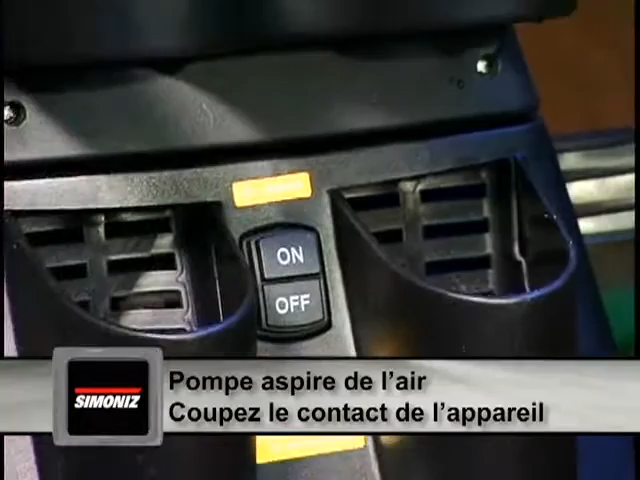 ON
OFF
SIMONIZ
Pompe aspire de l'air
Coupez le contact de l'appareil